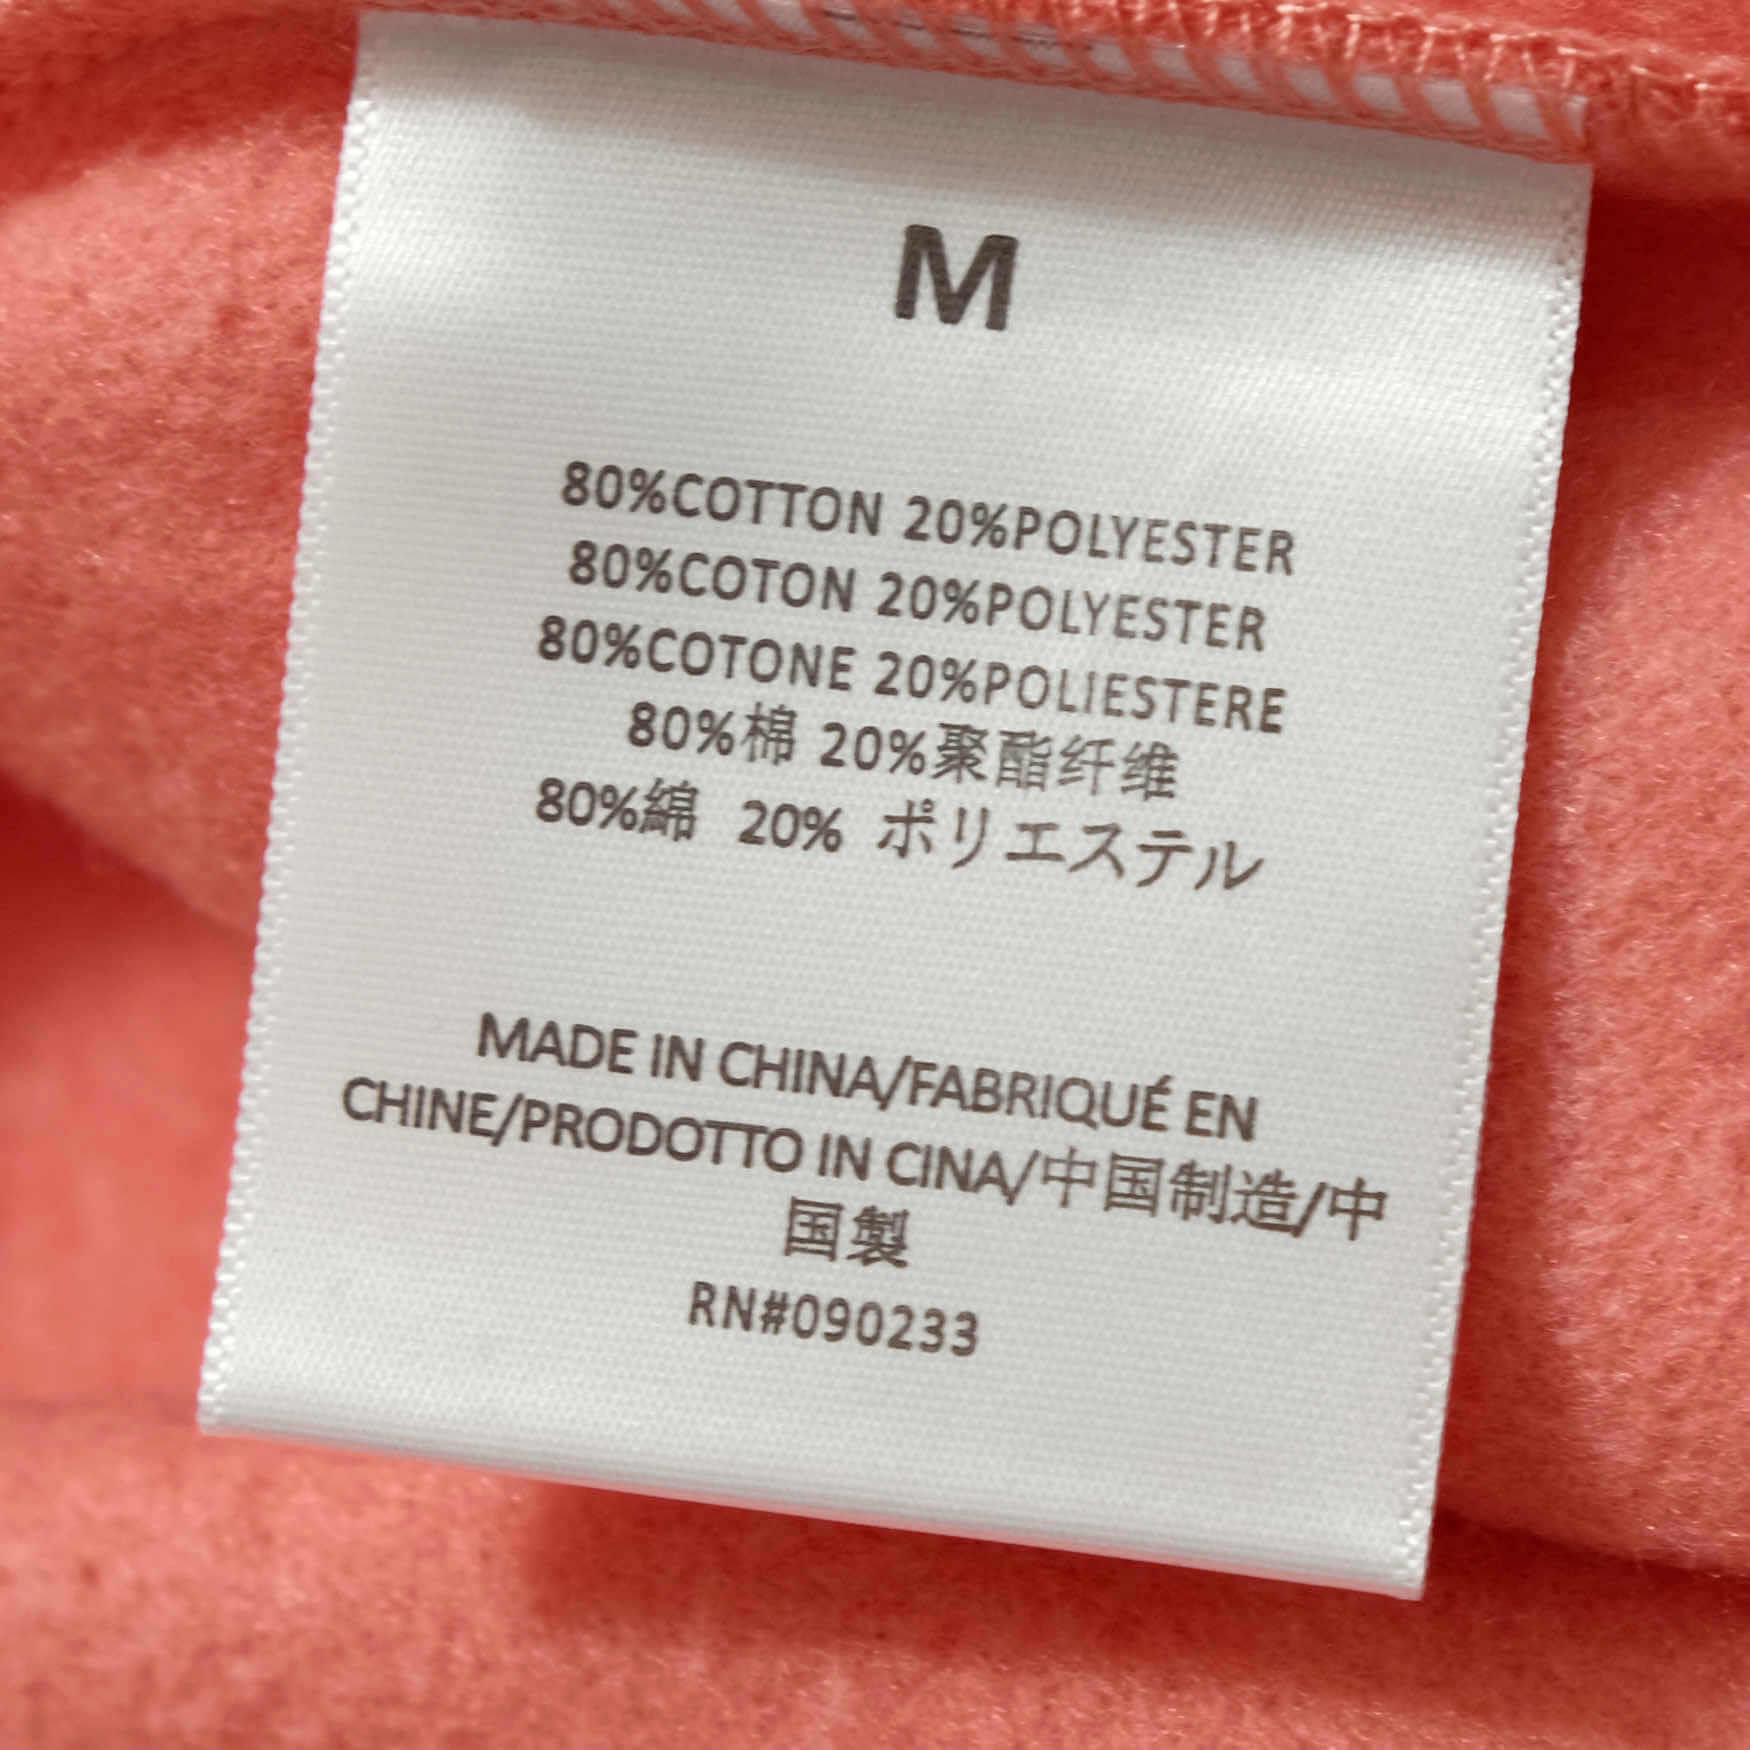 M
80%COTTON 20%POLYESTER
80%COTON 20%POLYESTER
80%COTONE 20%POLIESTERE
80%棉 20%聚酯纤维
80%綿 20% ポリエステル
MADE IN CHINA/FABRIQUÉ EN
CHINE/PRODOTTO IN CINA/中国制造/中
国製
RN#090233